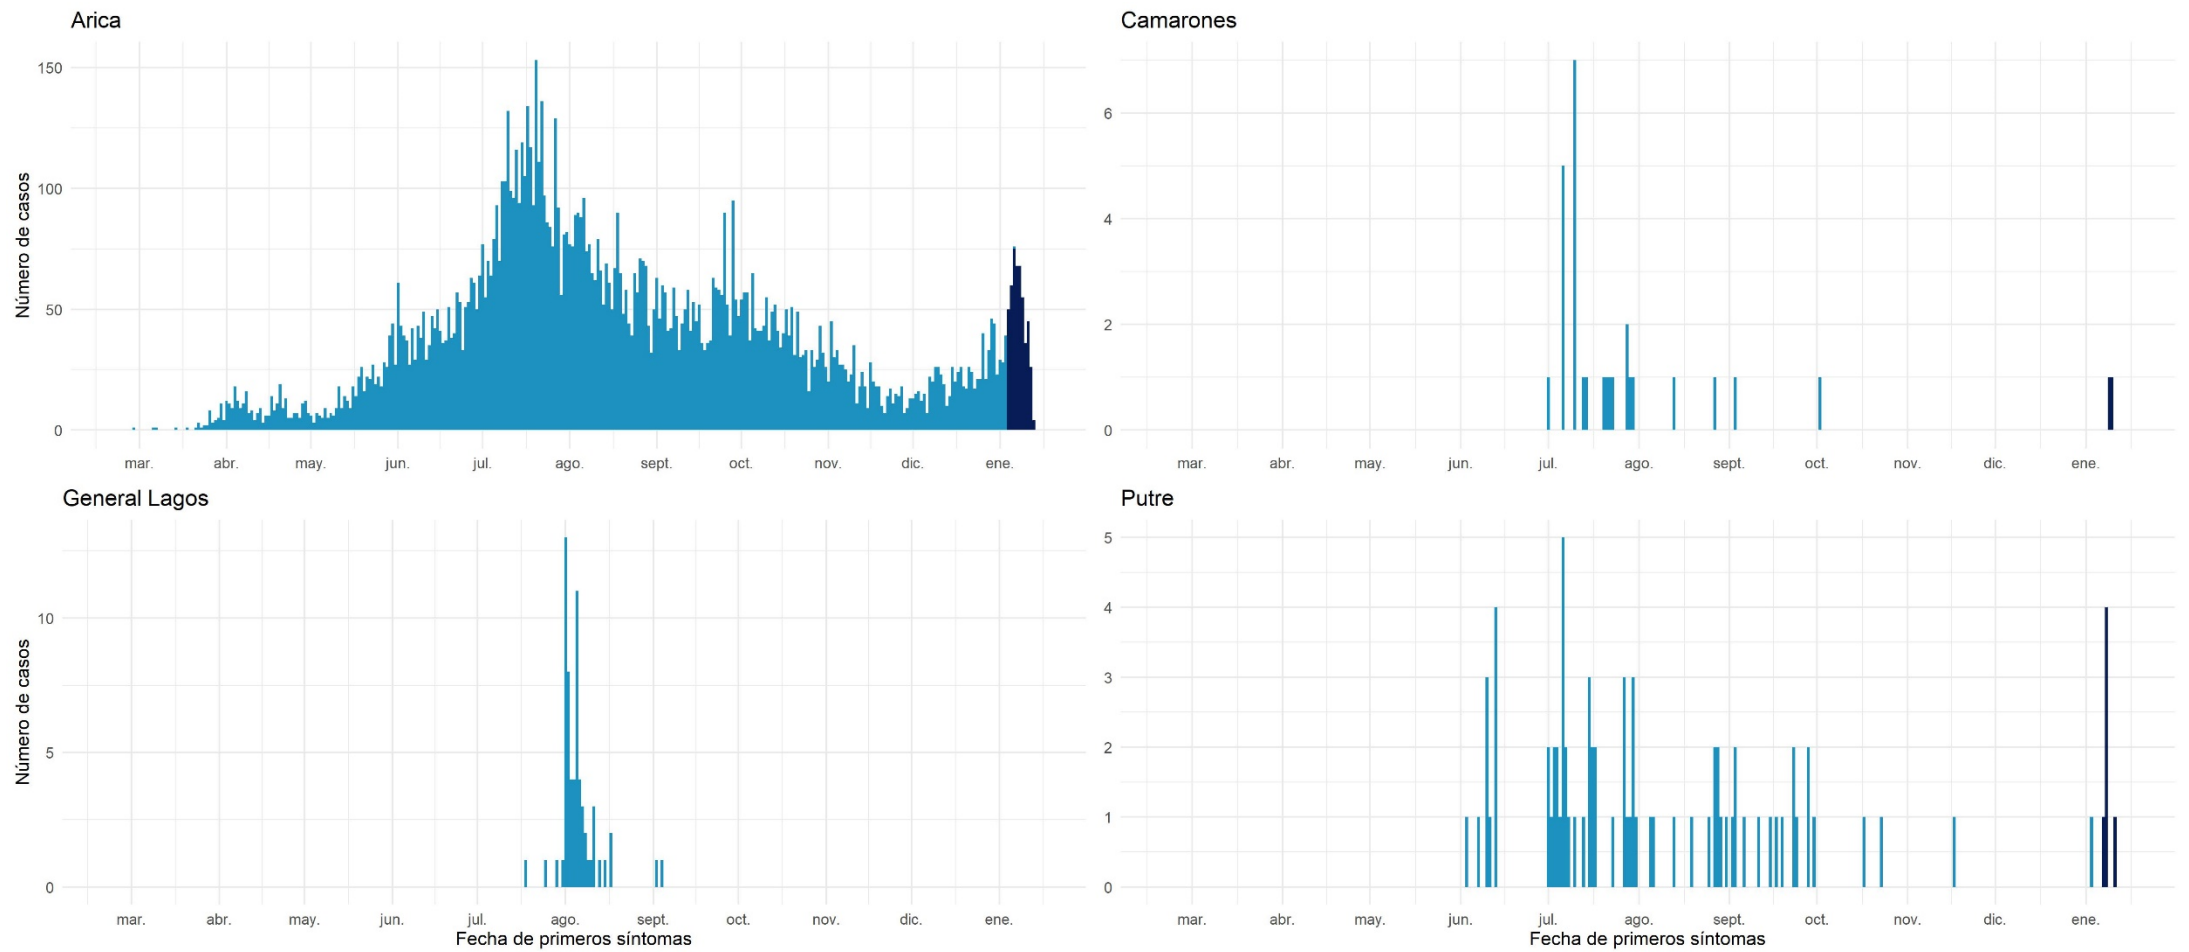 Arica
Número de casos
150
100
50
0
mar. abr. may. jun. jul. ago. sept. oct. nov. dic. ene.
Camarones
6
4
2
0
mar. abr. may. jun. jul. ago. sept. oct. nov. dic. ene.
General Lagos
Número de casos
10
5
0
mar. abr. may. jun. jul. ago. sept. oct. nov. dic. ene.
Fecha de primeros síntomas
Putre
5
4
3
2
1
0
mar. abr. may. jun. jul. ago. sept. oct. nov. dic. ene.
Fecha de primeros síntomas